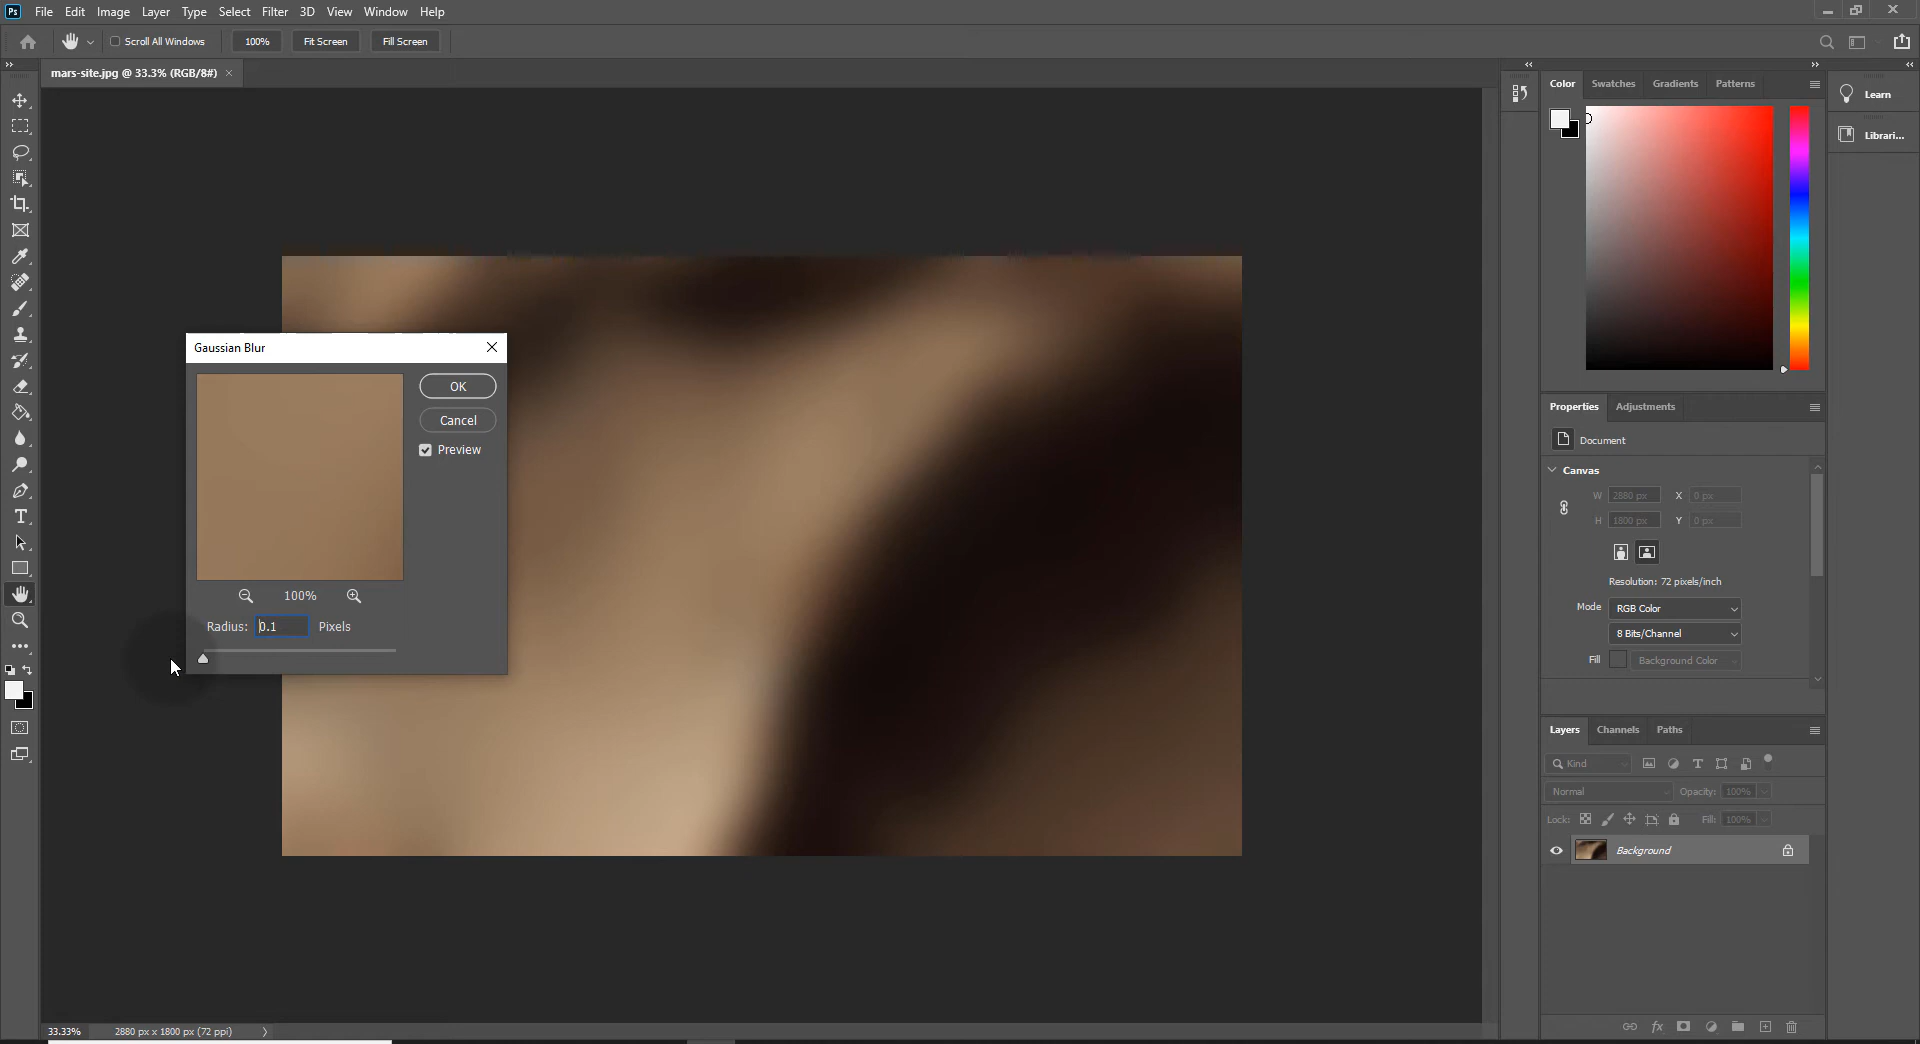 Ps File Edit Image Layer Type Select Filter 3D View Window Help
Scroll All Windows 100% Fit Screen Fill Screen
mars-site.jpg @ 33.3% (RGB/8#)
Gaussian Blur
OK
Cancel
Preview
100%
Radius: 0.1 Pixels
Color Swatches Gradients Patterns
Learn
Librari...
Properties Adjustments
Document
Canvas
W 2880 px X 0 px
H 1800 px Y 0 px
Resolution: 72 pixels/inch
Mode RGB Color
8 Bits/Channel
Fill Background Color
Layers Channels Paths
Kind
Normal Opacity: 100%
Lock: Fill: 100%
Background
33.33% 2880 px x 1800 px (72 ppi)